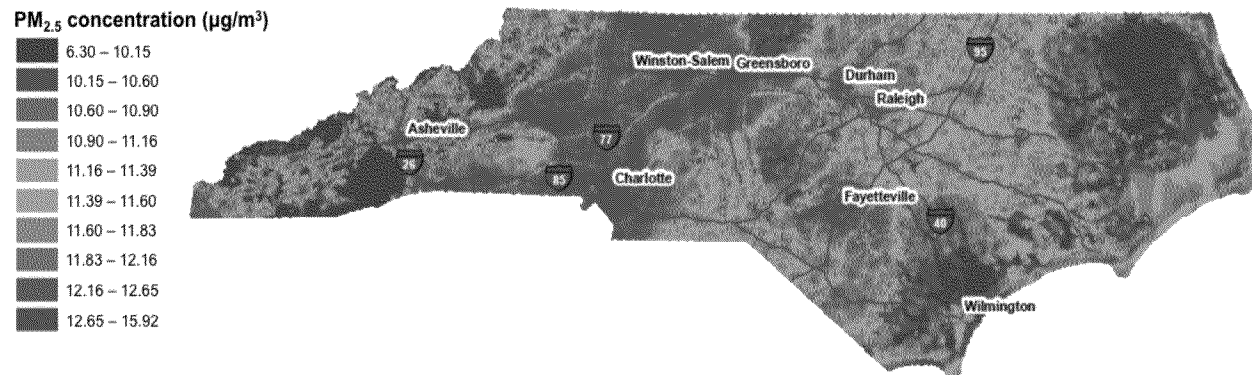 PM2.5 concentration (µg/m³)
6.30 – 10.15
10.15 – 10.60
10.60 – 10.90
10.90 – 11.16
11.16 – 11.39
11.39 – 11.60
11.60 – 11.83
11.83 – 12.16
12.16 – 12.65
12.65 – 15.92
95
Winston-Salem
Greensboro
Durham
Raleigh
Asheville
77
26
85
Charlotte
Fayetteville
40
Wilmington